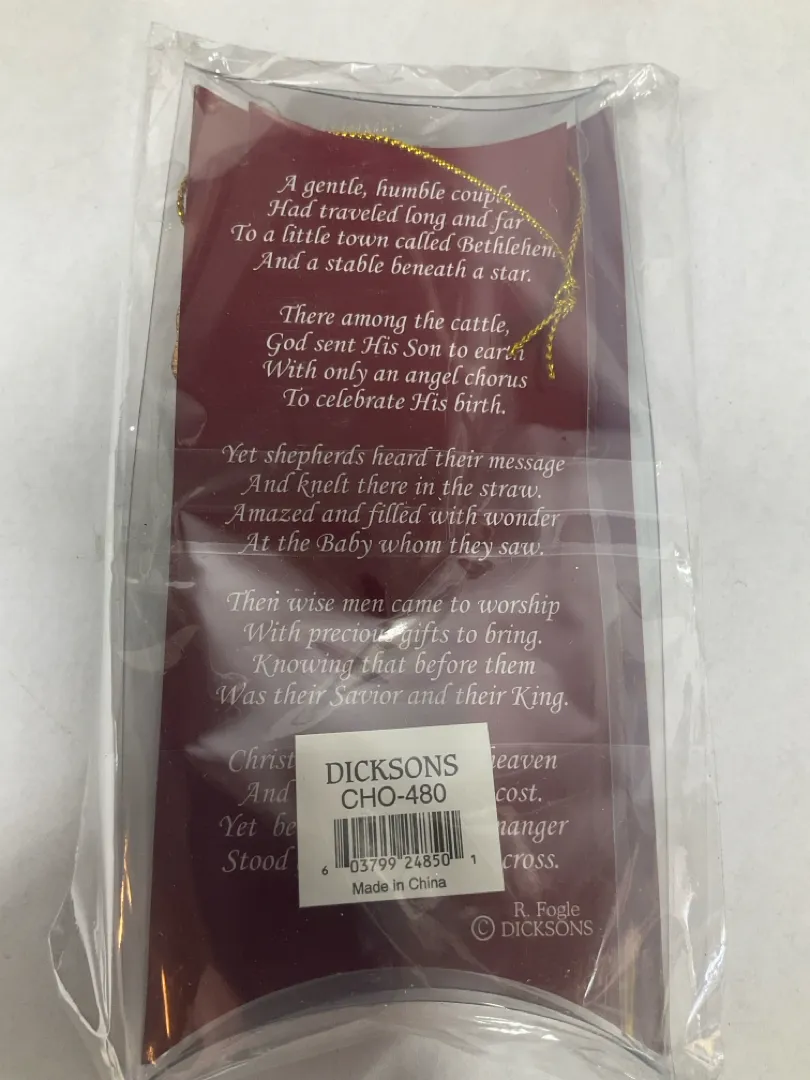 A gentle, humble couple
Had traveled long and far
To a little town called Bethlehem
And a stable beneath a star.
There among the cattle,
God sent His Son to earth
With only an angel chorus
To celebrate His birth.
Yet shepherds heard their message
And knelt there in the straw.
Amazed and filled with wonder
At the Baby whom they saw.
Then wise men came to worship
With precious gifts to bring.
Knowing that before them
Was their Savior and their King.
Christ heaven
And cost.
Yet be manger
Stood cross.
DICKSONS
CHO-480
6 03799 24850 1
Made in China
R. Fogle
© DICKSONS